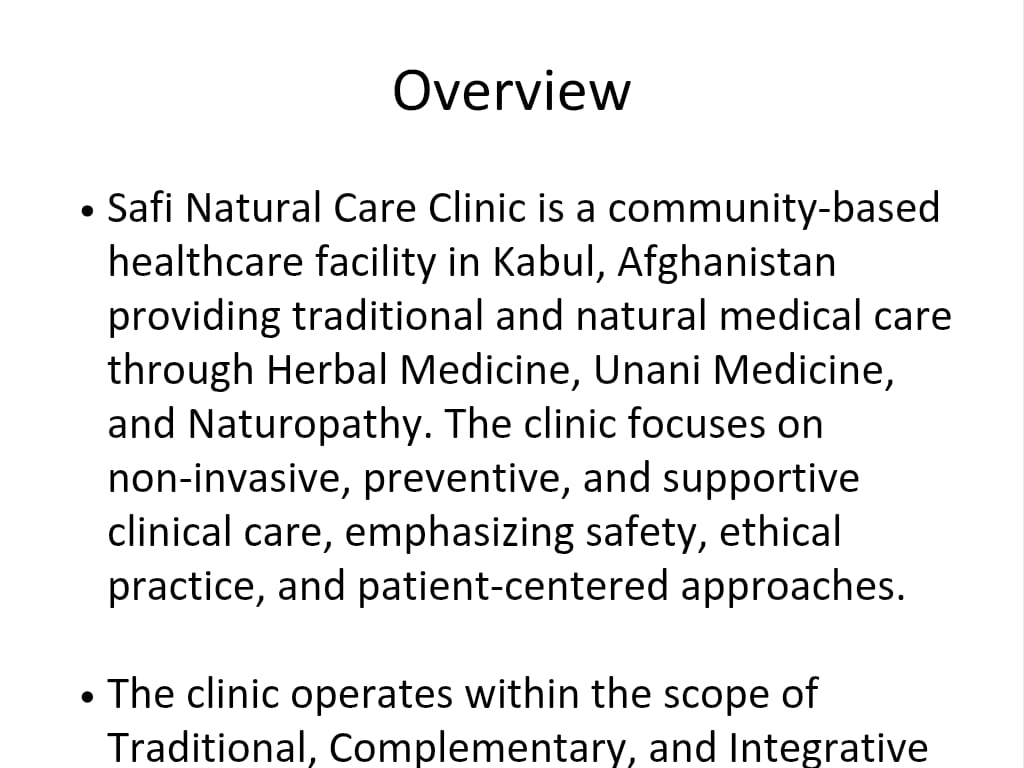 Overview
• Safi Natural Care Clinic is a community-based
healthcare facility in Kabul, Afghanistan
providing traditional and natural medical care
through Herbal Medicine, Unani Medicine,
and Naturopathy. The clinic focuses on
non-invasive, preventive, and supportive
clinical care, emphasizing safety, ethical
practice, and patient-centered approaches.
• The clinic operates within the scope of
Traditional, Complementary, and Integrative